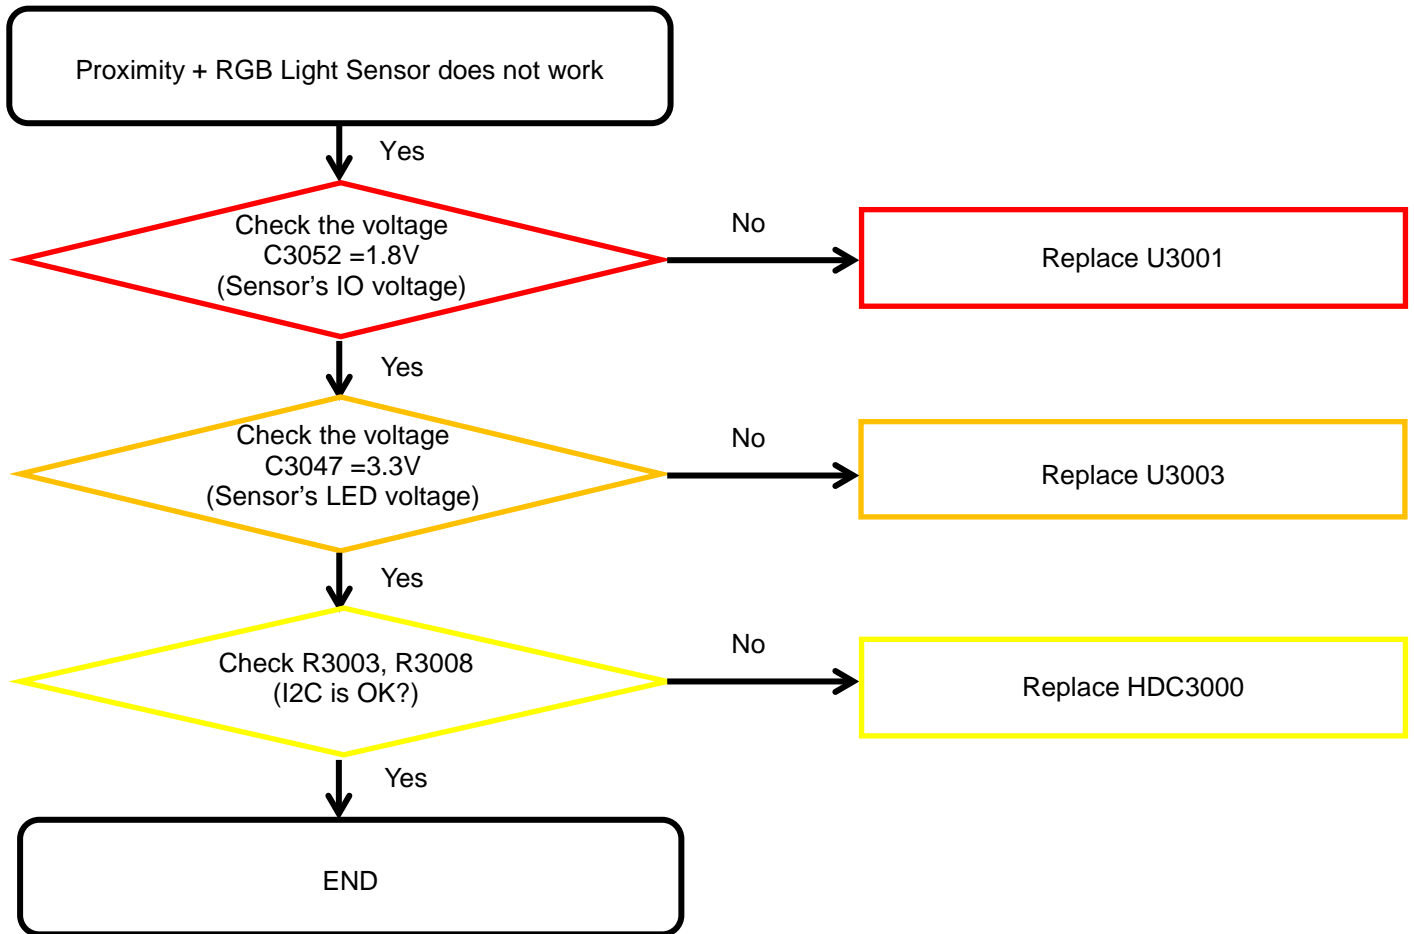 Proximity + RGB Light Sensor does not work
Yes
Check the voltage
C3052 =1.8V
(Sensor’s IO voltage)
No
Replace U3001
Yes
Check the voltage
C3047 =3.3V
(Sensor’s LED voltage)
No
Replace U3003
Yes
Check R3003, R3008
(I2C is OK?)
No
Replace HDC3000
Yes
END